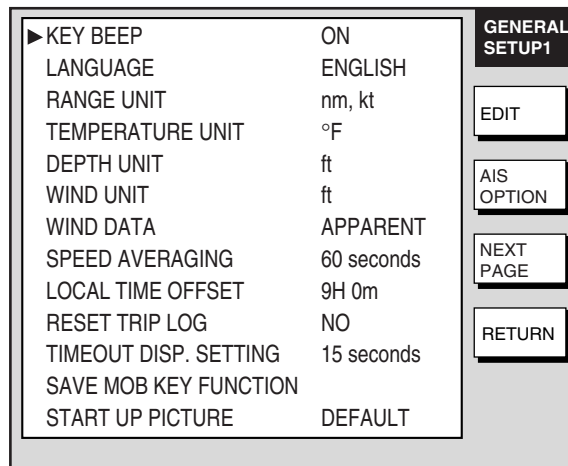 ▶KEY BEEP ON
LANGUAGE ENGLISH
RANGE UNIT nm, kt
TEMPERATURE UNIT °F
DEPTH UNIT ft
WIND UNIT ft
WIND DATA APPARENT
SPEED AVERAGING 60 seconds
LOCAL TIME OFFSET 9H 0m
RESET TRIP LOG NO
TIMEOUT DISP. SETTING 15 seconds
SAVE MOB KEY FUNCTION
START UP PICTURE DEFAULT
GENERAL
SETUP1
EDIT
AIS
OPTION
NEXT
PAGE
RETURN